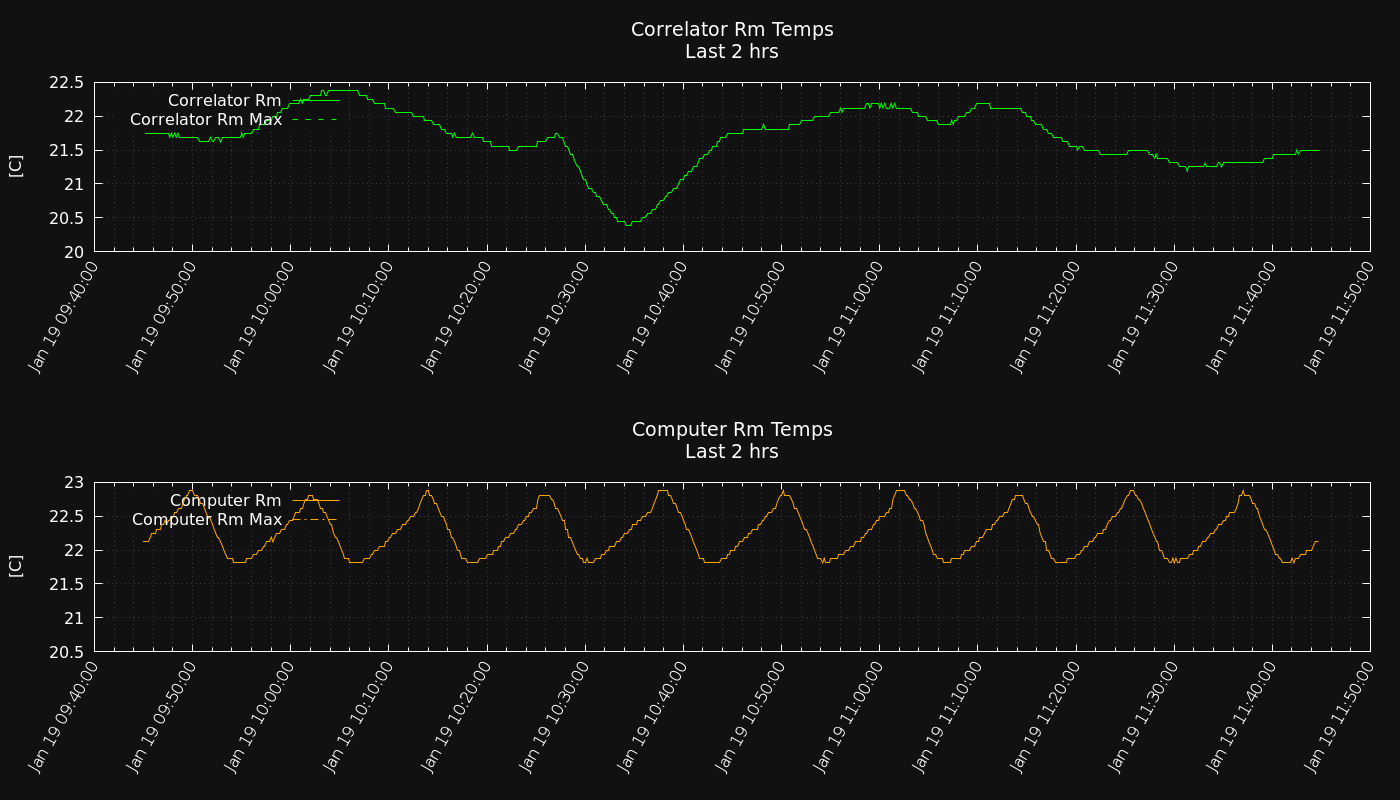 Correlator Rm Temps
Last 2 hrs
22.5
22
21.5
21
20.5
20
[C]
Correlator Rm
Correlator Rm Max
Jan 19 09:40:00
Jan 19 09:50:00
Jan 19 10:00:00
Jan 19 10:10:00
Jan 19 10:20:00
Jan 19 10:30:00
Jan 19 10:40:00
Jan 19 10:50:00
Jan 19 11:00:00
Jan 19 11:10:00
Jan 19 11:20:00
Jan 19 11:30:00
Jan 19 11:40:00
Jan 19 11:50:00
Computer Rm Temps
Last 2 hrs
23
22.5
22
21.5
21
20.5
[C]
Computer Rm
Computer Rm Max
Jan 19 09:40:00
Jan 19 09:50:00
Jan 19 10:00:00
Jan 19 10:10:00
Jan 19 10:20:00
Jan 19 10:30:00
Jan 19 10:40:00
Jan 19 10:50:00
Jan 19 11:00:00
Jan 19 11:10:00
Jan 19 11:20:00
Jan 19 11:30:00
Jan 19 11:40:00
Jan 19 11:50:00